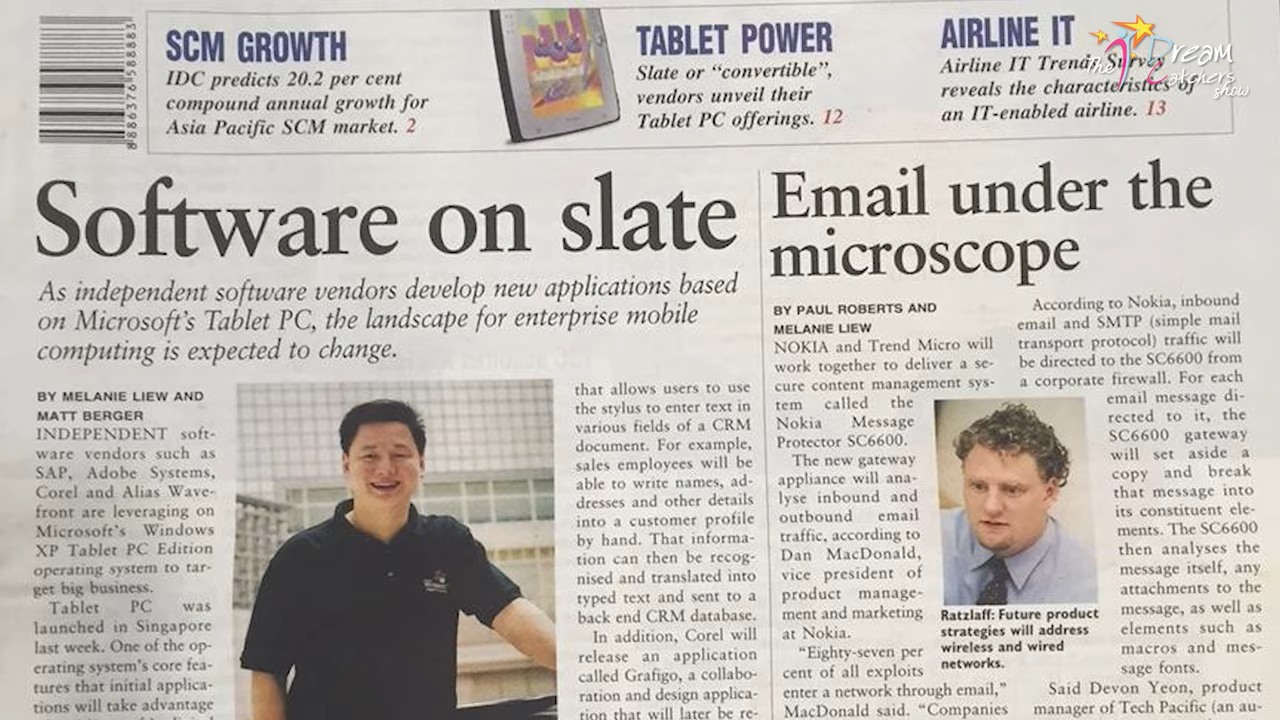 8886376588883
SCM GROWTH
IDC predicts 20.2 per cent
compound annual growth for
Asia Pacific SCM market. 2
TABLET POWER
Slate or “convertible”,
vendors unveil their
Tablet PC offerings. 12
AIRLINE IT
Airline IT Trends Survey
reveals the characteristics of
an IT-enabled airline. 13
The Dream
Catchers
show
Software on slate
As independent software vendors develop new applications based
on Microsoft’s Tablet PC, the landscape for enterprise mobile
computing is expected to change.
BY MELANIE LIEW AND
MATT BERGER
INDEPENDENT soft-
ware vendors such as
SAP, Adobe Systems,
Corel and Alias Wave-
front are leveraging on
Microsoft’s Windows
XP Tablet PC Edition
operating system to tar-
get big business.
Tablet PC was
launched in Singapore
last week. One of the op-
erating system’s core fea-
tures that initial applica-
tions will take advantage
that allows users to use
the stylus to enter text in
various fields of a CRM
document. For example,
sales employees will be
able to write names, ad-
dresses and other details
into a customer profile
by hand. That informa-
tion can then be recog-
nised and translated into
typed text and sent to a
back end CRM database.
In addition, Corel will
release an application
called Grafigo, a collabo-
ration and design applica-
tion that will later be re-
Email under the
microscope
BY PAUL ROBERTS AND
MELANIE LIEW
NOKIA and Trend Micro will
work together to deliver a se-
cure content management sys-
tem called the
Nokia Message
Protector SC6600.
The new gateway
appliance will ana-
lyse inbound and
outbound email
traffic, according to
Dan MacDonald,
vice president of
product manage-
ment and marketing
at Nokia.
“Eighty-seven per
cent of all exploits
enter a network through email,”
MacDonald said. “Companies
Ratzlaff: Future product
strategies will address
wireless and wired
networks.
According to Nokia, inbound
email and SMTP (simple mail
transport protocol) traffic will
be directed to the SC6600 from
a corporate firewall. For each
email message di-
rected to it, the
SC6600 gateway
will set aside a
copy and break
that message into
its constituent ele-
ments. The SC6600
then analyses the
message itself, any
attachments to the
message, as well as
elements such as
macros and mes-
sage fonts.
Said Devon Yeon, product
manager of Tech Pacific (an au-